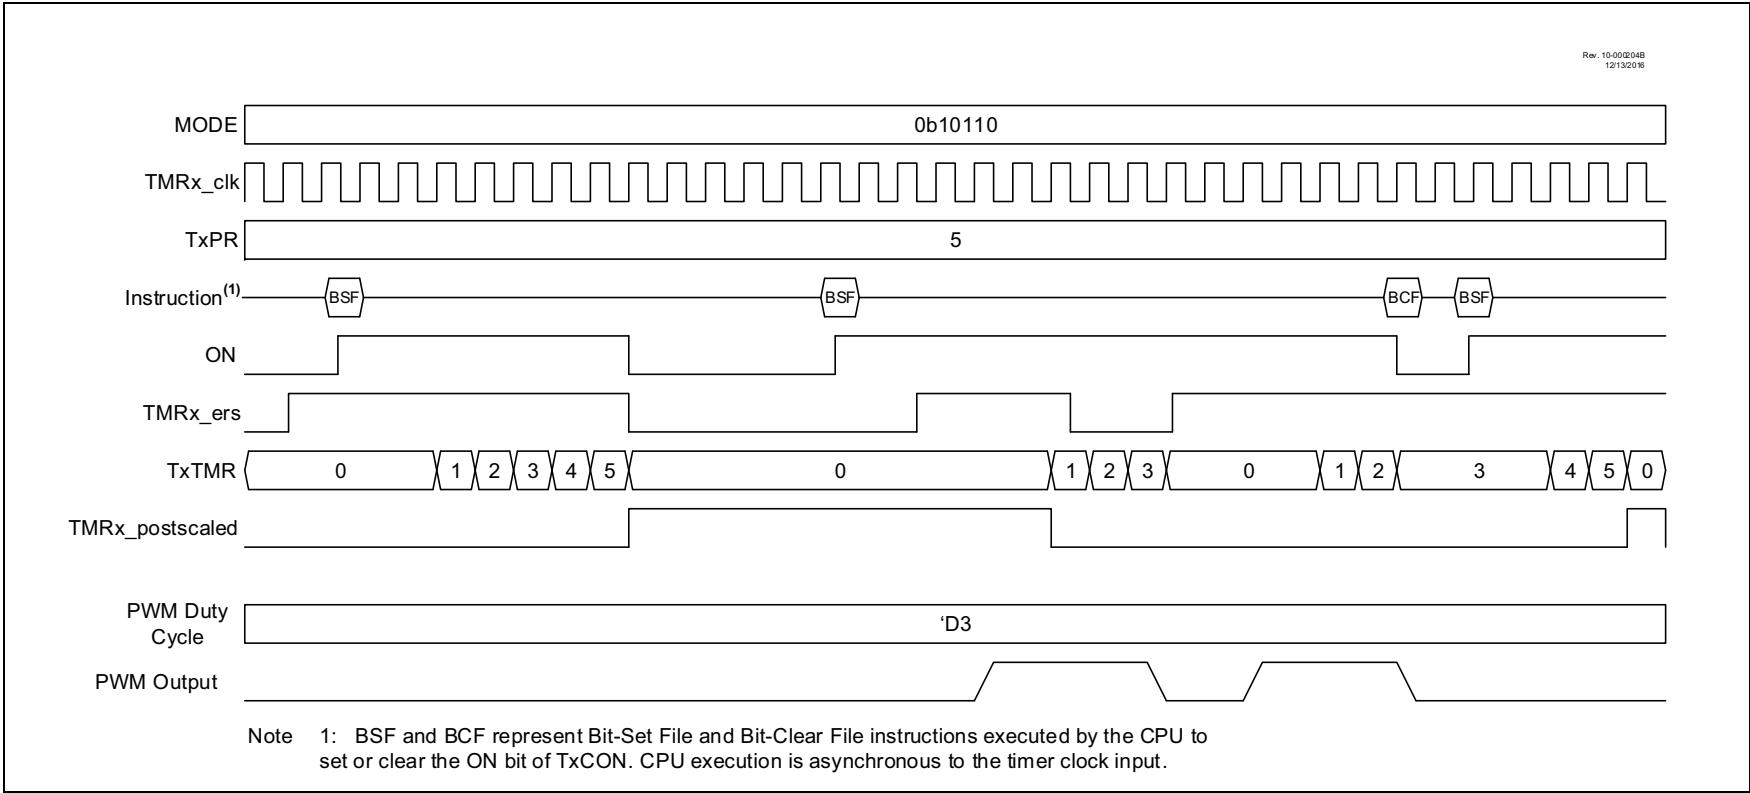 Rev. 10-000204B
12/13/2016
MODE 0b10110
TMRx_clk
TxPR 5
Instruction(1) BSF BSF BCF BSF
ON
TMRx_ers
TxTMR 0 1 2 3 4 5 0 1 2 3 0 1 2 3 4 5 0
TMRx_postscaled
PWM Duty
Cycle
‘D3
PWM Output
Note 1: BSF and BCF represent Bit-Set File and Bit-Clear File instructions executed by the CPU to
set or clear the ON bit of TxCON. CPU execution is asynchronous to the timer clock input.